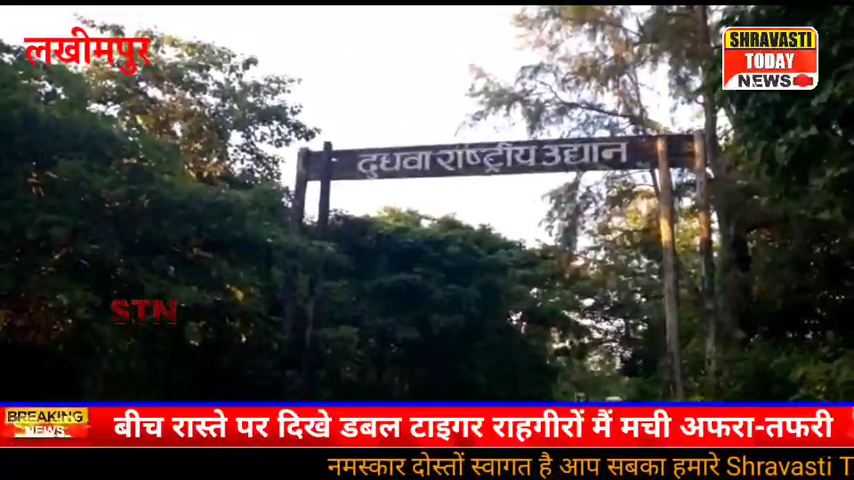 लखीमपुर
SHRAVASTI
TODAY
NEWS
दुधवा राष्ट्रीय उद्यान
STN
BREAKING
NEWS
बीच रास्ते पर दिखे डबल टाइगर राहगीरों मैं मची अफरा-तफरी
नमस्कार दोस्तों स्वागत है आप सबका हमारे Shravasti T